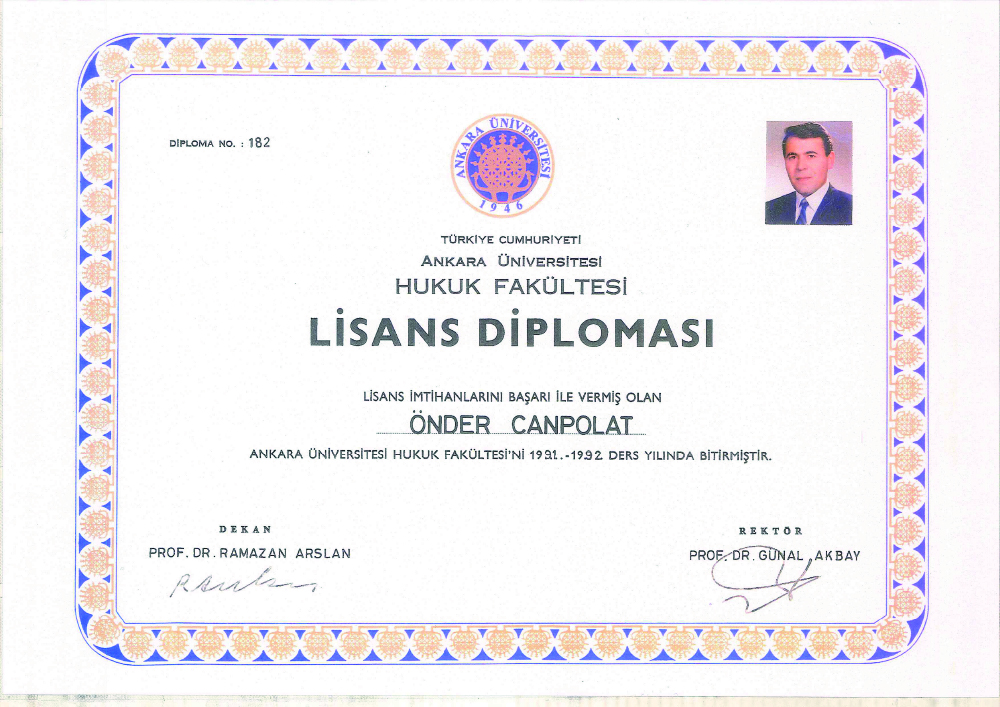 DİPLOMA NO. : 182
ANKARA ÜNİVERSİTESİ
1946
TÜRKİYE CUMHURİYETİ
ANKARA ÜNİVERSİTESİ
HUKUK FAKÜLTESİ
LİSANS DİPLOMASI
LİSANS İMTİHANLARINI BAŞARI İLE VERMİŞ OLAN
ÖNDER CANPOLAT
ANKARA ÜNİVERSİTESİ HUKUK FAKÜLTESİ'Nİ 1991.-1992 DERS YILINDA BİTİRMİŞTİR.
DEKAN
PROF. DR. RAMAZAN ARSLAN
REKTÖR
PROF. DR. GÜNAL AKBAY